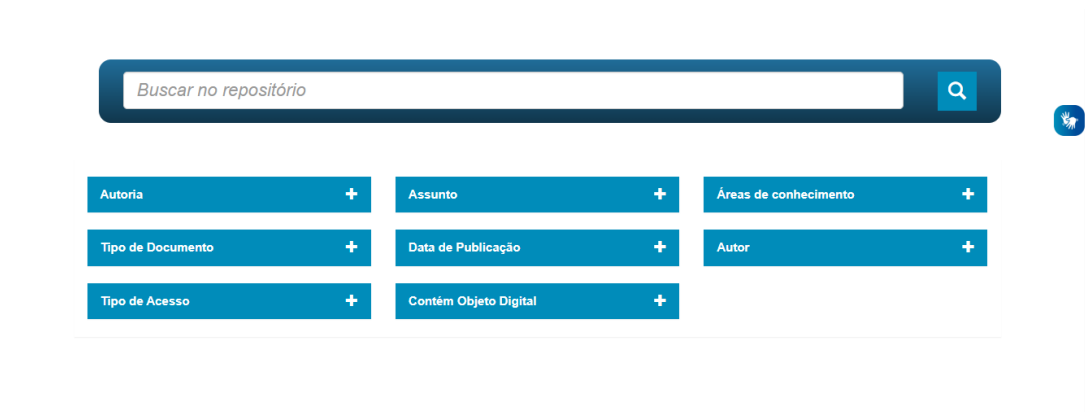 Buscar no repositório
Autoria
Assunto
Áreas de conhecimento
Tipo de Documento
Data de Publicação
Autor
Tipo de Acesso
Contém Objeto Digital